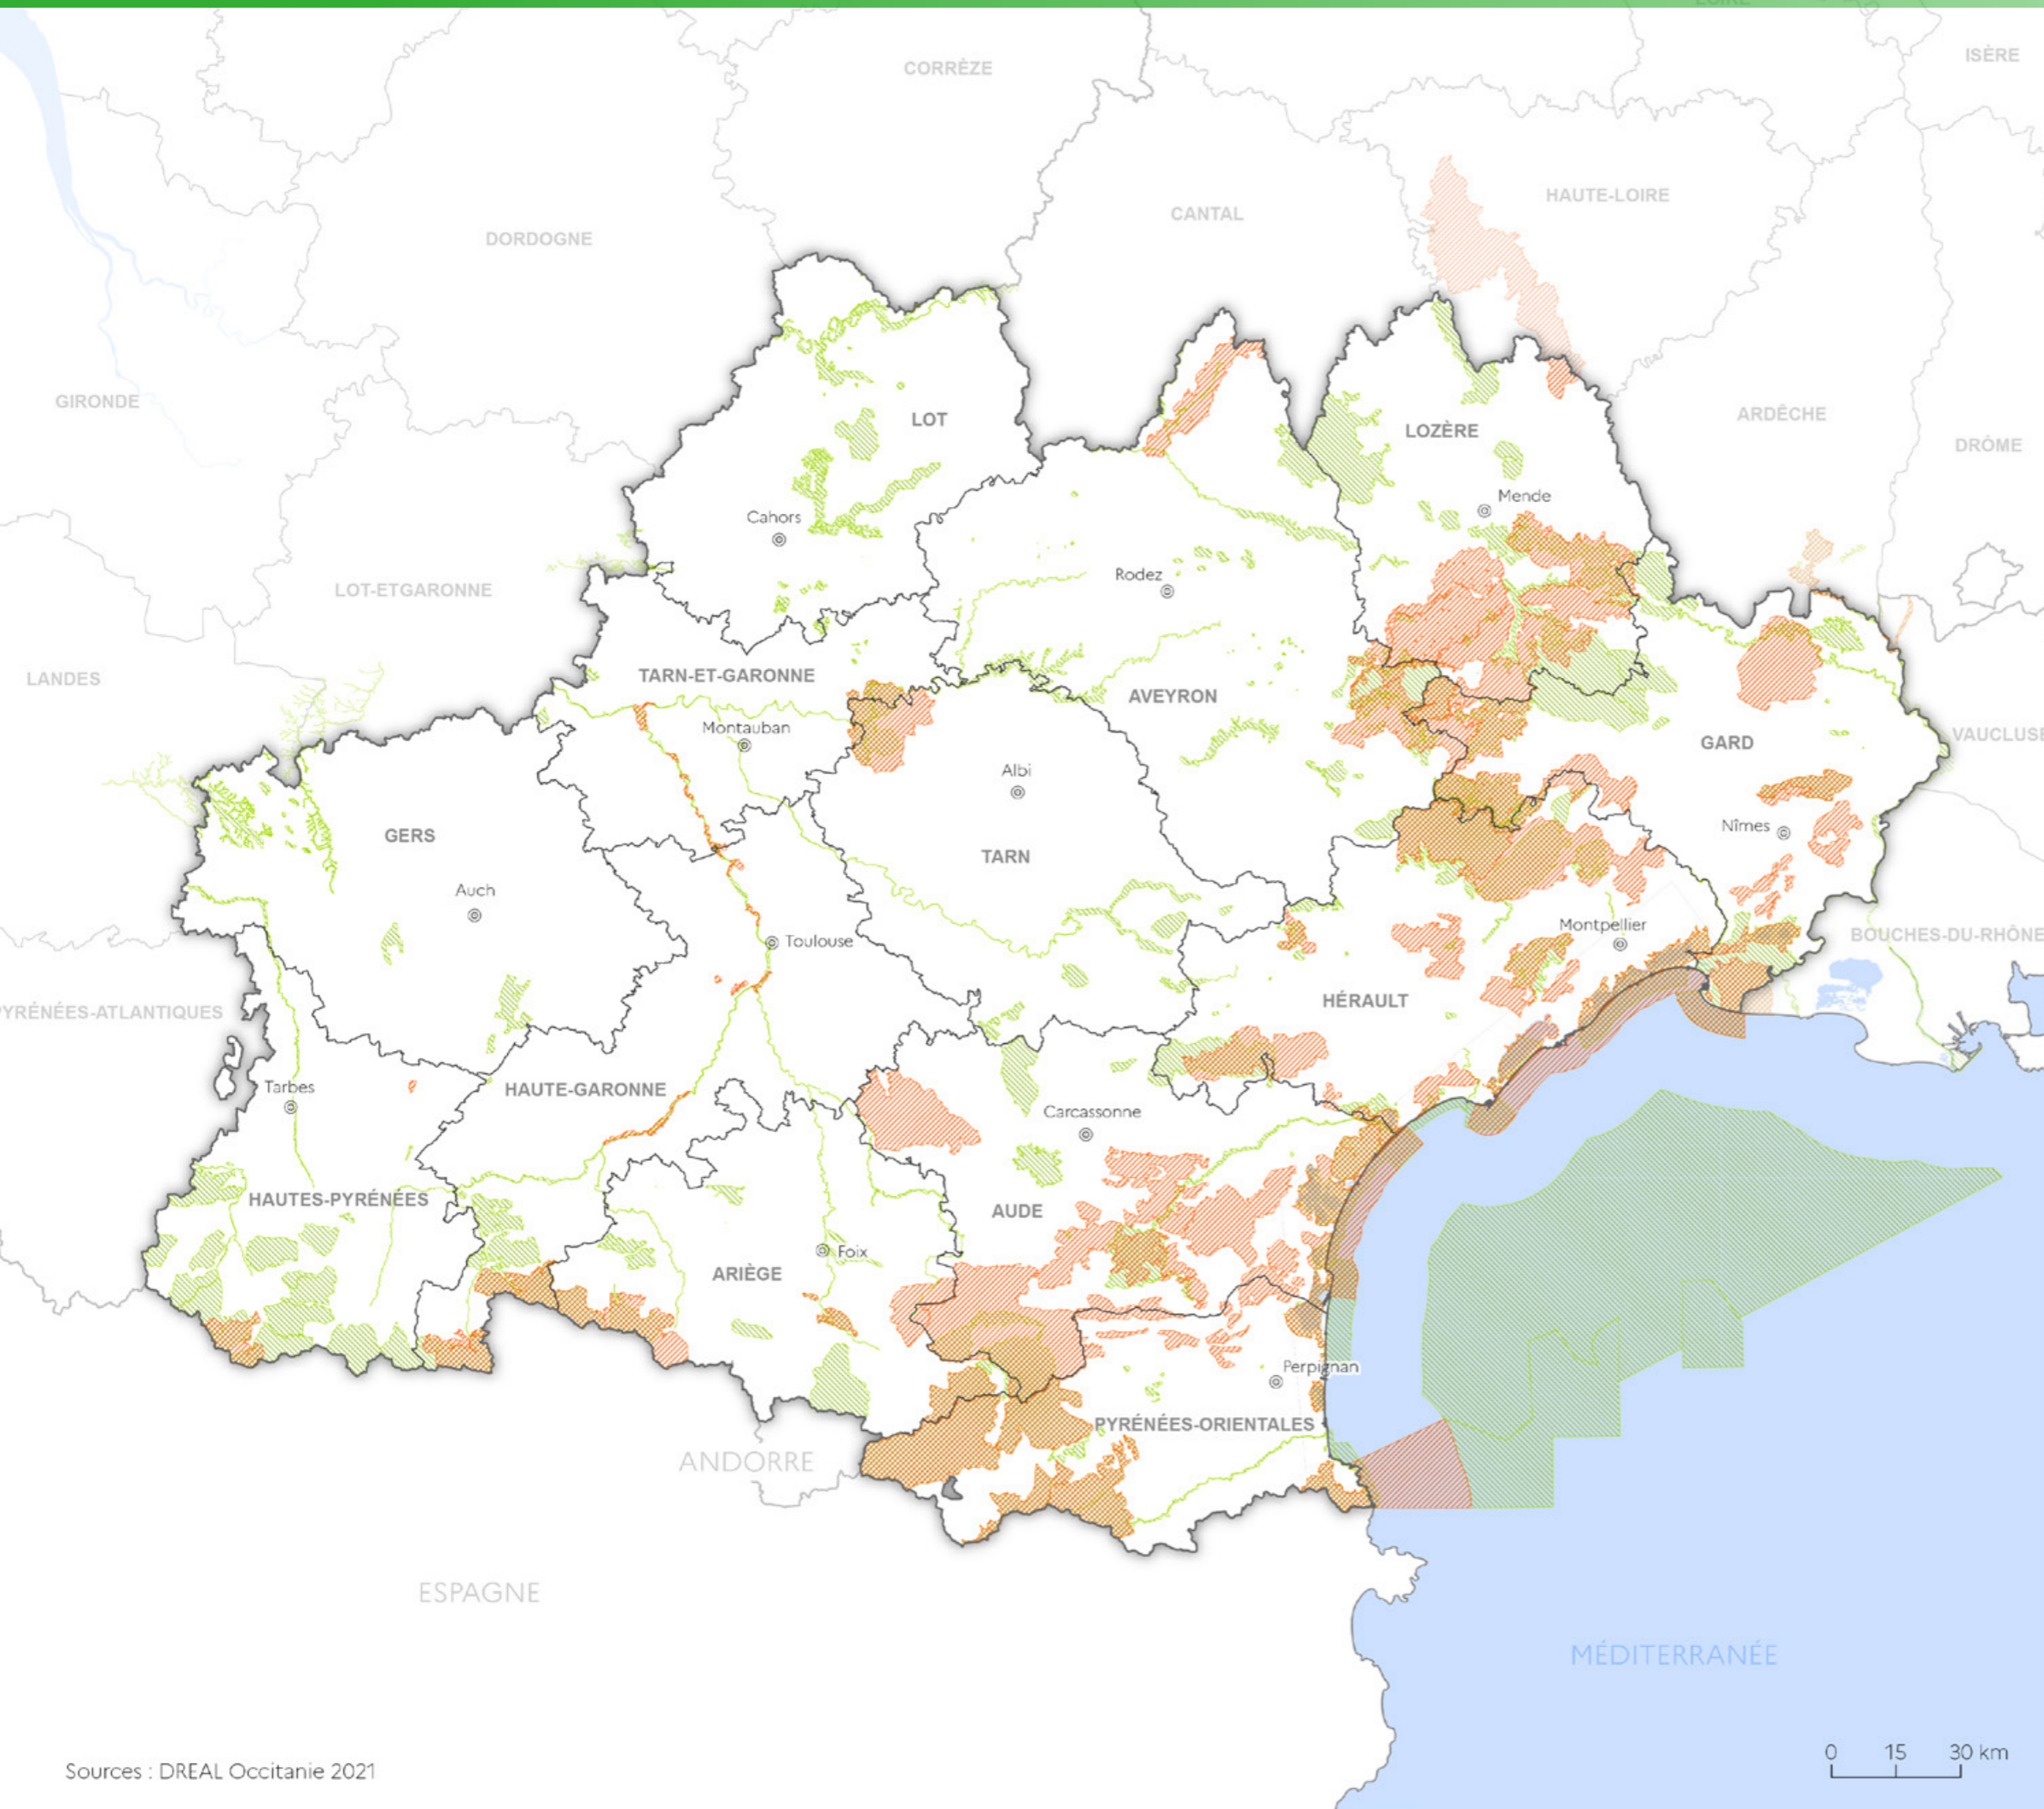 LOIRE
ISÈRE
CORRÈZE
HAUTE-LOIRE
CANTAL
DORDOGNE
GIRONDE
LOT
LOZÈRE
ARDÊCHE
DRÔME
Mende
Cahors
Rodez
LOT-ETGARONNE
LANDES
TARN-ET-GARONNE
AVEYRON
Montauban
GARD
VAUCLUSE
Albi
GERS
Nîmes
TARN
Auch
Montpellier
Toulouse
BOUCHES-DU-RHÔNE
HÉRAULT
PYRÉNÉES-ATLANTIQUES
Tarbes
HAUTE-GARONNE
Carcassonne
HAUTES-PYRÉNÉES
AUDE
Foix
ARIÈGE
Perpignan
PYRÉNÉES-ORIENTALES
ANDORRE
ESPAGNE
MÉDITERRANÉE
0 15 30 km
Sources : DREAL Occitanie 2021